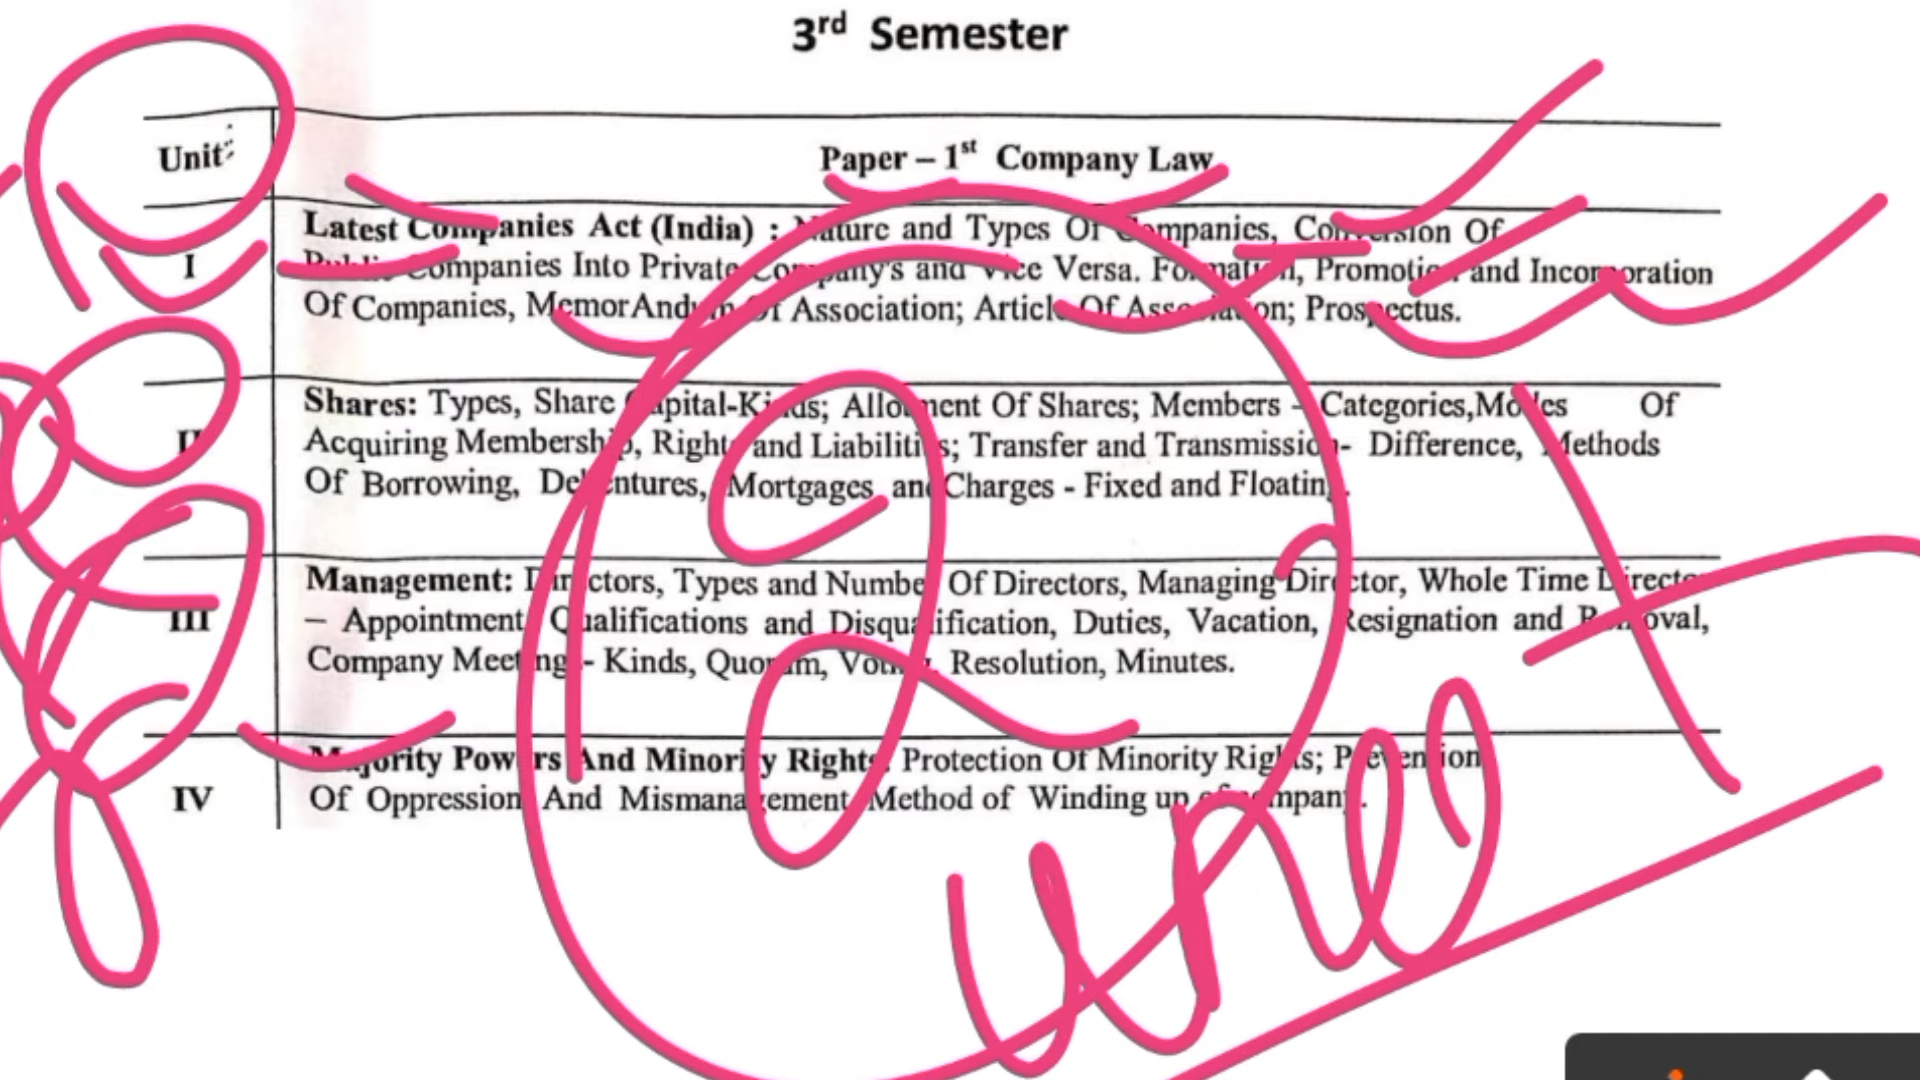 3rd Semester
Unit: Paper – 1st Company Law
Latest Companies Act (India) : Nature and Types Of Companies, Conversion Of
I Public Companies Into Private Company's and Vice Versa. Formation, Promotion and Incorporation
Of Companies, MemorAndum Of Association; Article Of Association; Prospectus.
Shares: Types, Share Capital-Kinds; Allotment Of Shares; Members - Categories,Modes Of
II Acquiring Membership, Rights and Liabilities; Transfer and Transmission- Difference, Methods
Of Borrowing, Debentures, Mortgages and Charges - Fixed and Floating.
Management: Directors, Types and Number Of Directors, Managing Director, Whole Time Director
III – Appointment, Qualifications and Disqualification, Duties, Vacation, Resignation and Removal,
Company Meeting - Kinds, Quorum, Voting, Resolution, Minutes.
Majority Powers And Minority Rights: Protection Of Minority Rights; Prevention
IV Of Oppression And Mismanagement, Method of Winding up of company.
2